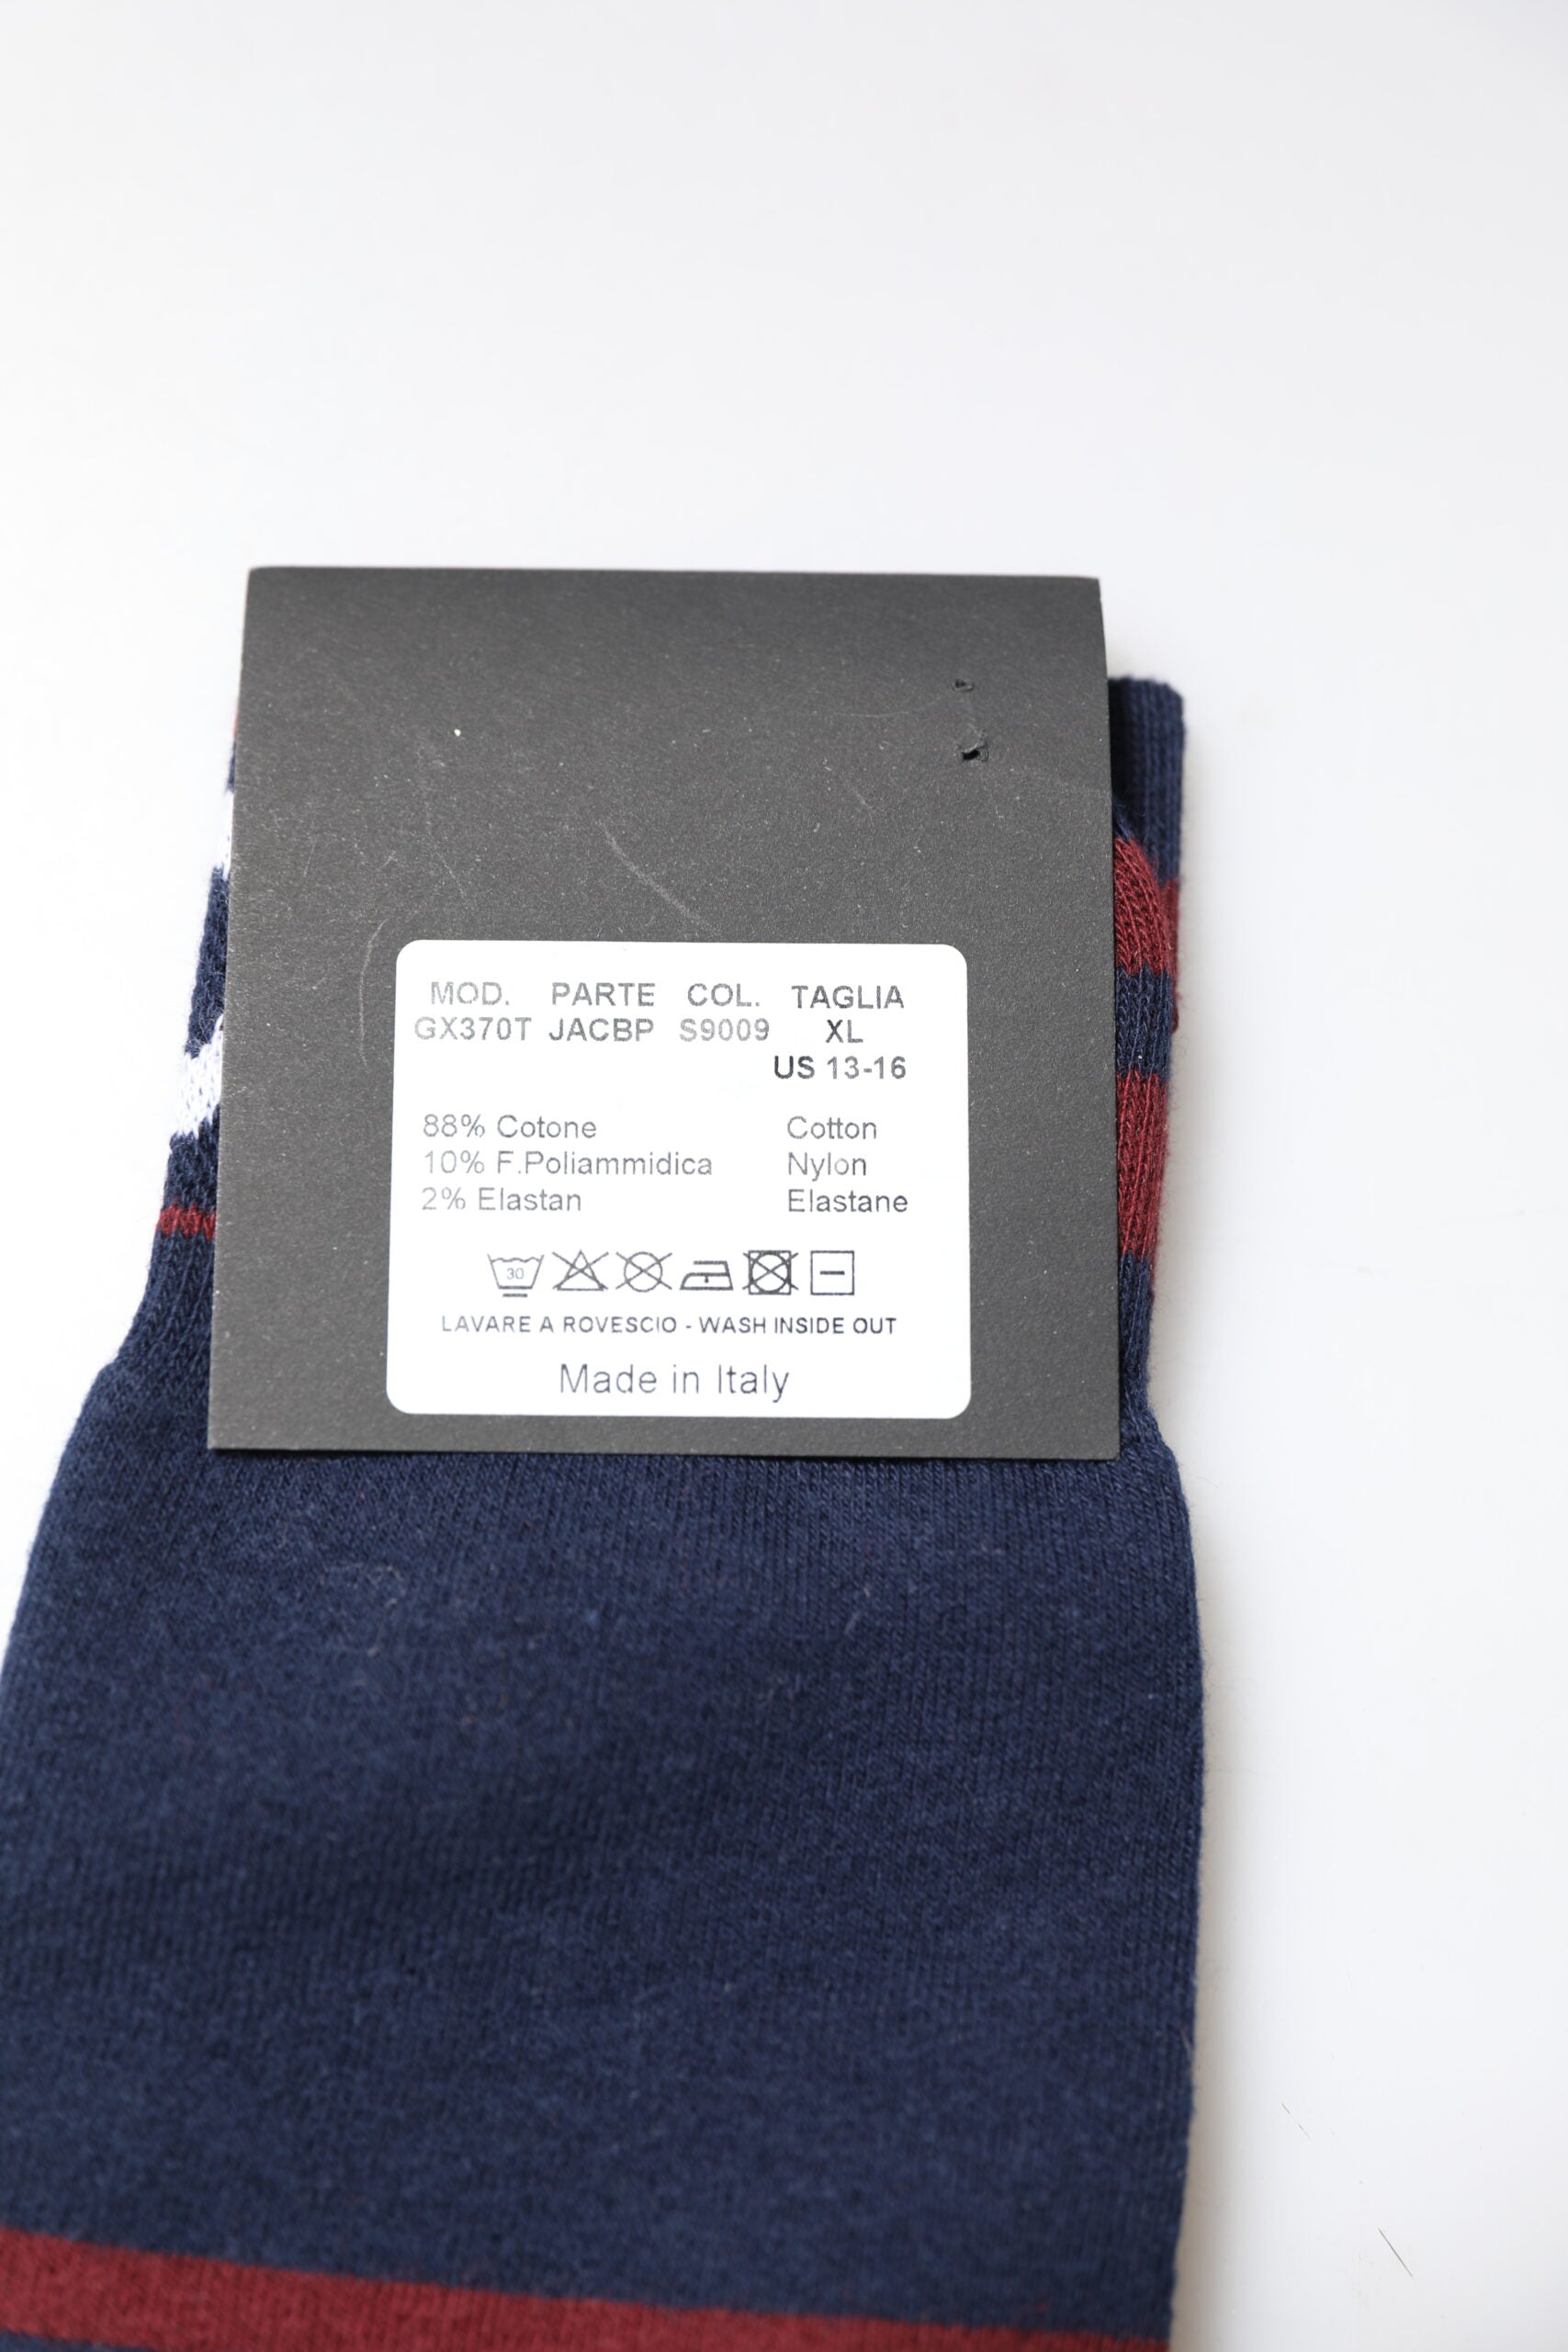 MOD. PARTE COL. TAGLIA
GX370T JACBP S9009 XL
US 13-16
88% Cotone Cotton
10% F.Poliammidica Nylon
2% Elastan Elastane
30
LAVARE A ROVESCIO - WASH INSIDE OUT
Made in Italy